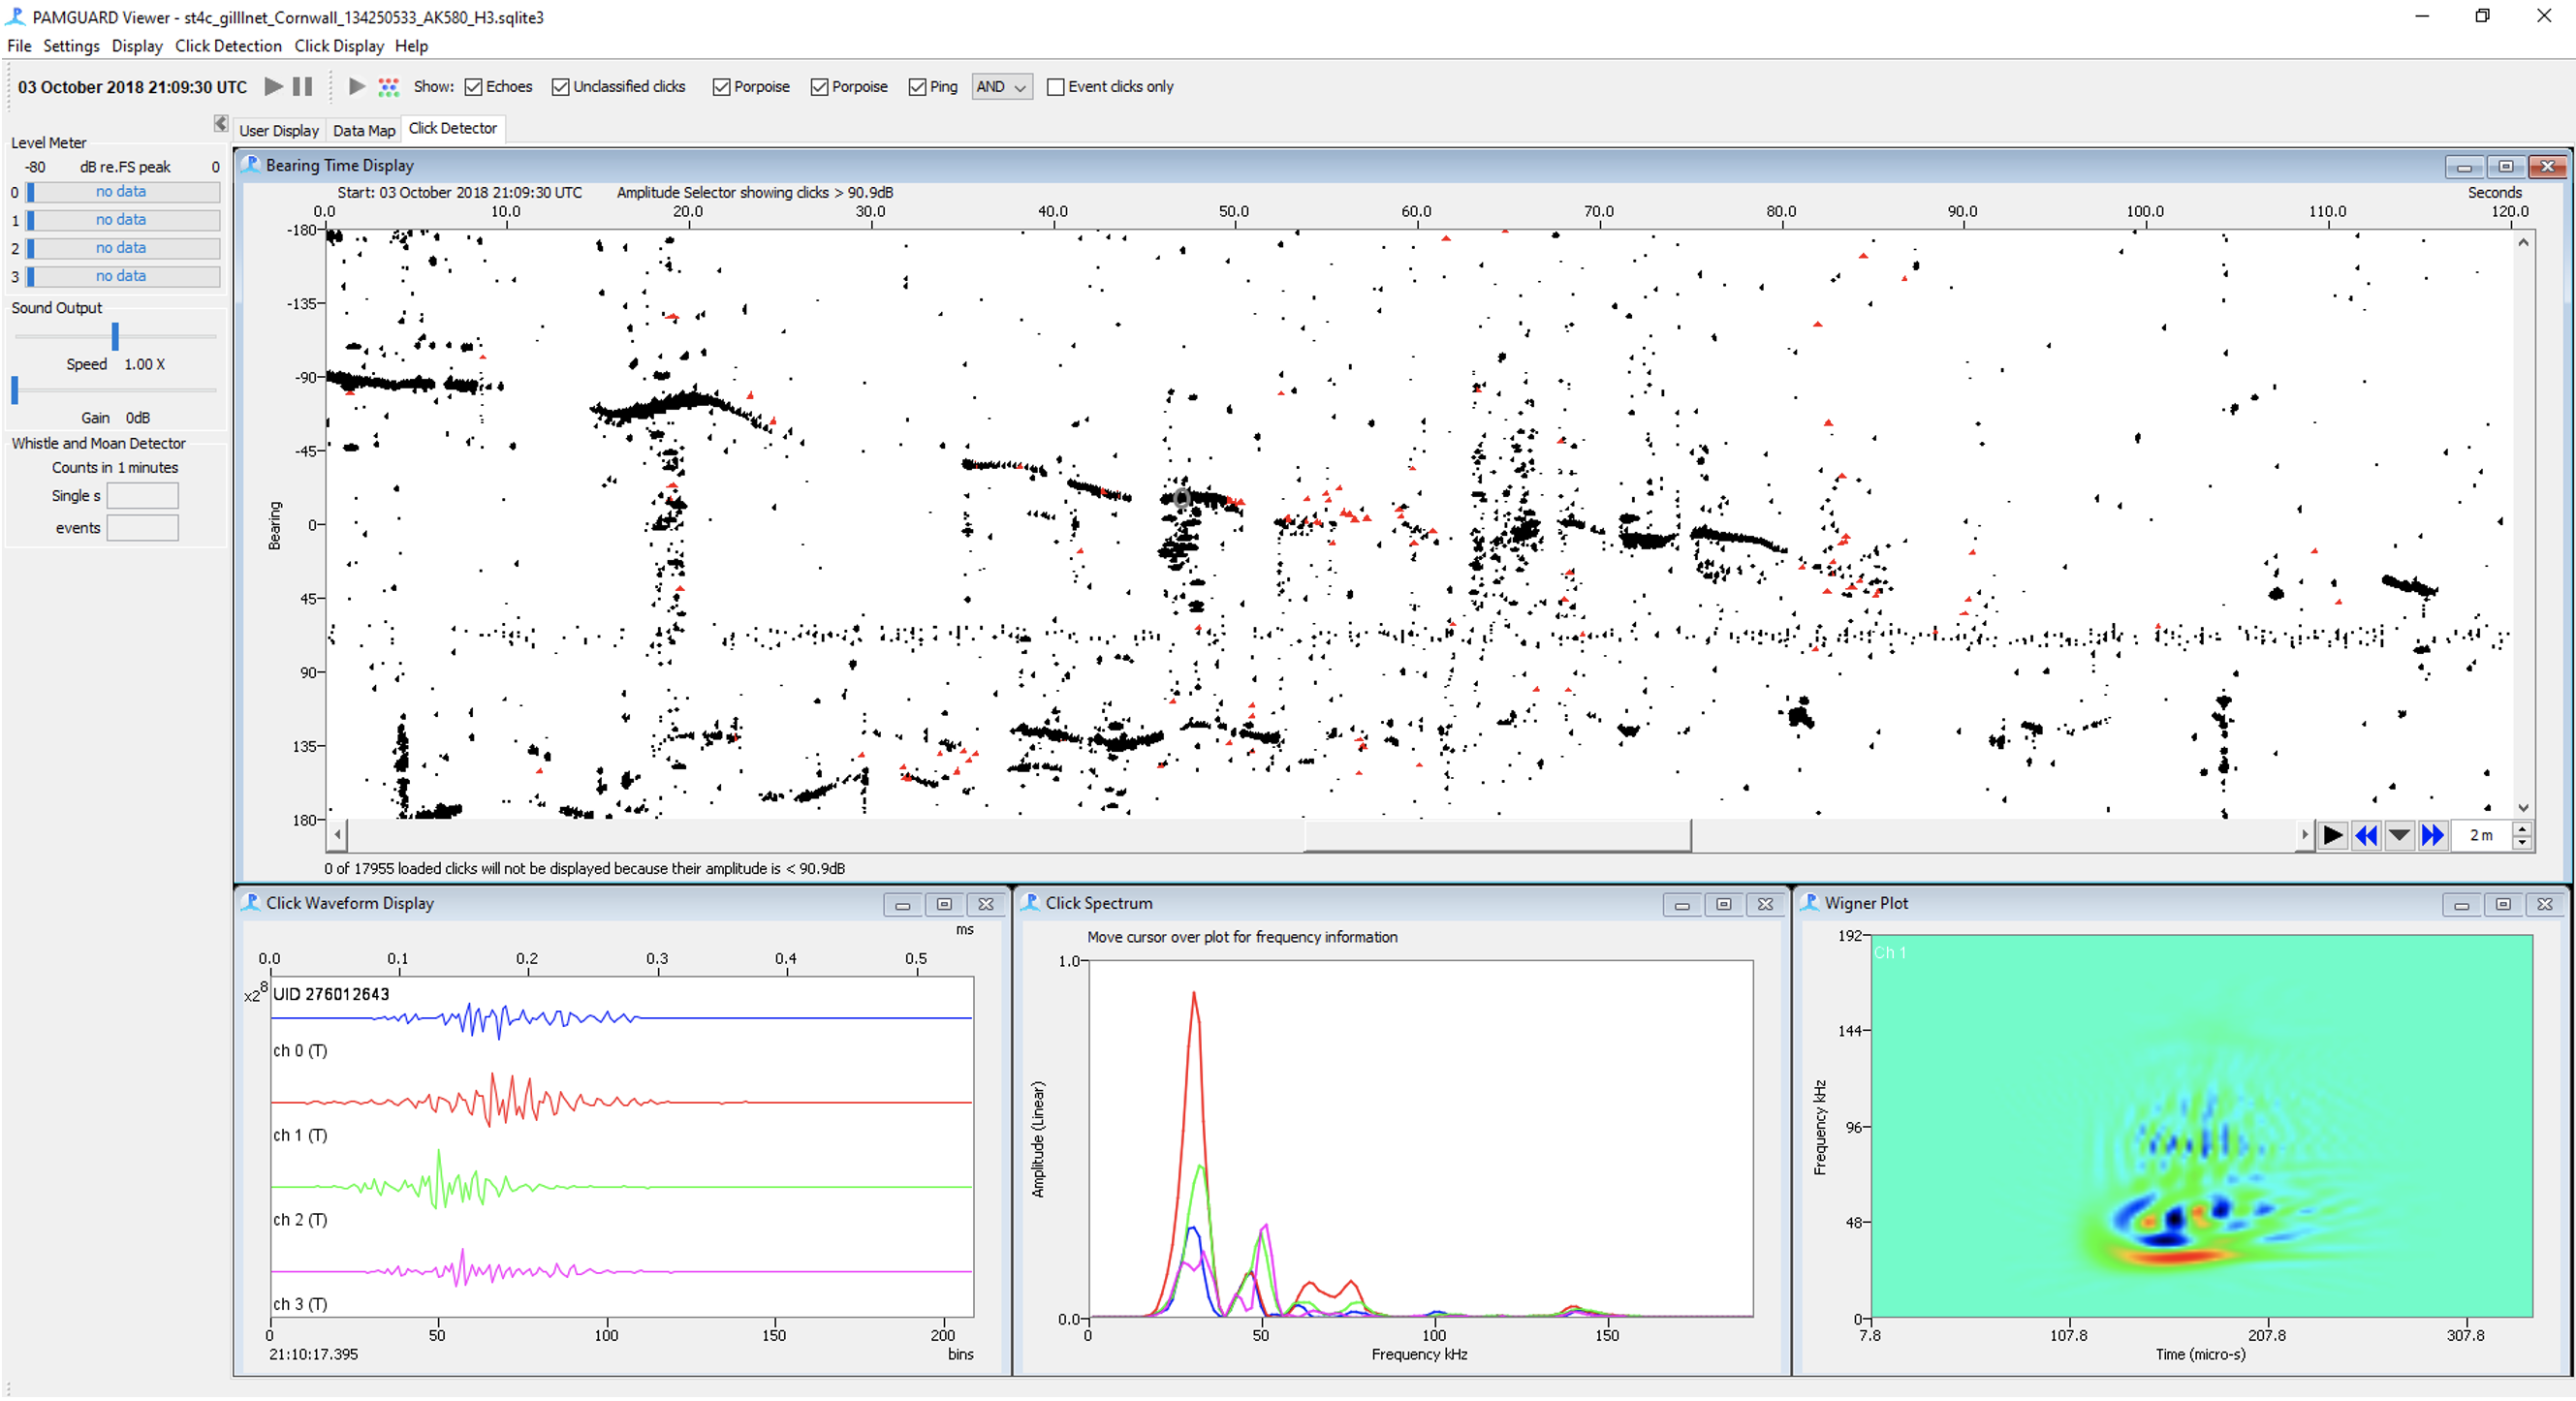 PAMGUARD Viewer - st4c_gillnet_Cornwall_134250533_AK580_H3.sqlite3
File Settings Display Click Detection Click Display Help
03 October 2018 21:09:30 UTC Show: Echoes Unclassified clicks Porpoise Porpoise Ping AND Event clicks only
User Display Data Map Click Detector
Level Meter
-80 dB re.FS peak 0
0 no data
1 no data
2 no data
3 no data
Sound Output
Speed 1.00 X
Gain 0dB
Whistle and Moan Detector
Counts in 1 minutes
Single s
events
Bearing Time Display
Start: 03 October 2018 21:09:30 UTC Amplitude Selector showing clicks > 90.9dB Seconds
0.0 10.0 20.0 30.0 40.0 50.0 60.0 70.0 80.0 90.0 100.0 110.0 120.0
-180
-135
-90
-45
0
45
90
135
180
Bearing
2 m
0 of 17955 loaded clicks will not be displayed because their amplitude is < 90.9dB
Click Waveform Display
ms
0.0 0.1 0.2 0.3 0.4 0.5
x2^8 UID 276012643
ch 0 (T)
ch 1 (T)
ch 2 (T)
ch 3 (T)
0 50 100 150 200
21:10:17.395 bins
Click Spectrum
Move cursor over plot for frequency information
1.0
Amplitude (Linear)
0.0
0 50 100 150
Frequency kHz
Wigner Plot
192
Ch 1
144
96
48
0
Frequency kHz
7.8 107.8 207.8 307.8
Time (micro-s)